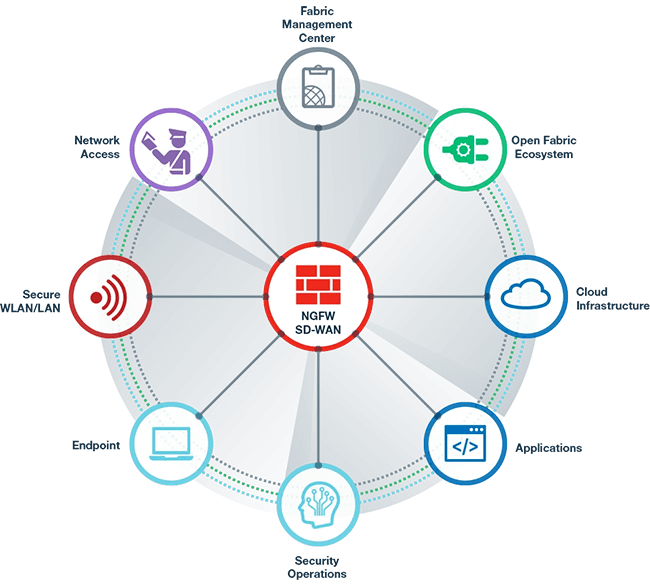 Fabric
Management
Center
Network
Access
Open Fabric
Ecosystem
Secure
WLAN/LAN
NGFW
SD-WAN
Cloud
Infrastructure
Endpoint
</>
Applications
Security
Operations